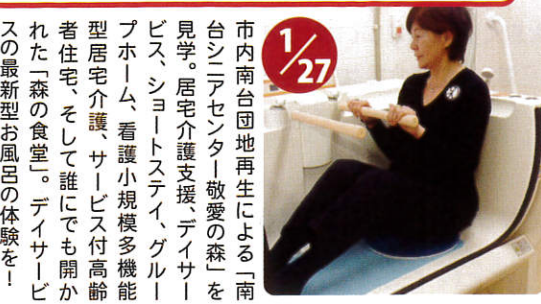 1/27
市内南台団地再生による「南
台シニアセンター敬愛の森」を
見学。居宅介護支援、デイサー
ビス、ショートステイ、グルー
プホーム、看護小規模多機能
型居宅介護、サービス付高齢
者住宅、そして誰にでも開か
れた「森の食堂」。デイサービ
スの最新型お風呂の体験を！